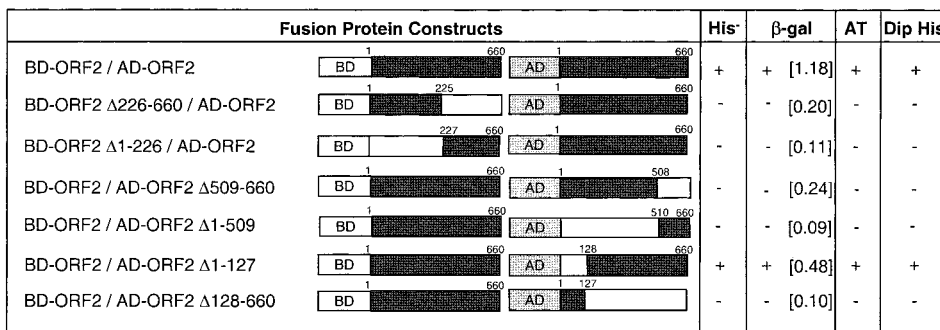 Fusion Protein Constructs His- β-gal AT Dip His
1 660 1 660
BD-ORF2 / AD-ORF2 BD AD + + [1.18] + +
1 225 1 660
BD-ORF2 Δ226-660 / AD-ORF2 BD AD - - [0.20] - -
227 660 1 660
BD-ORF2 Δ1-226 / AD-ORF2 BD AD - - [0.11] - -
1 660 1 508
BD-ORF2 / AD-ORF2 Δ509-660 BD AD - - [0.24] - -
1 660 510 660
BD-ORF2 / AD-ORF2 Δ1-509 BD AD - - [0.09] - -
1 660 128 660
BD-ORF2 / AD-ORF2 Δ1-127 BD AD + + [0.48] + +
1 660 1 127
BD-ORF2 / AD-ORF2 Δ128-660 BD AD - - [0.10] - -